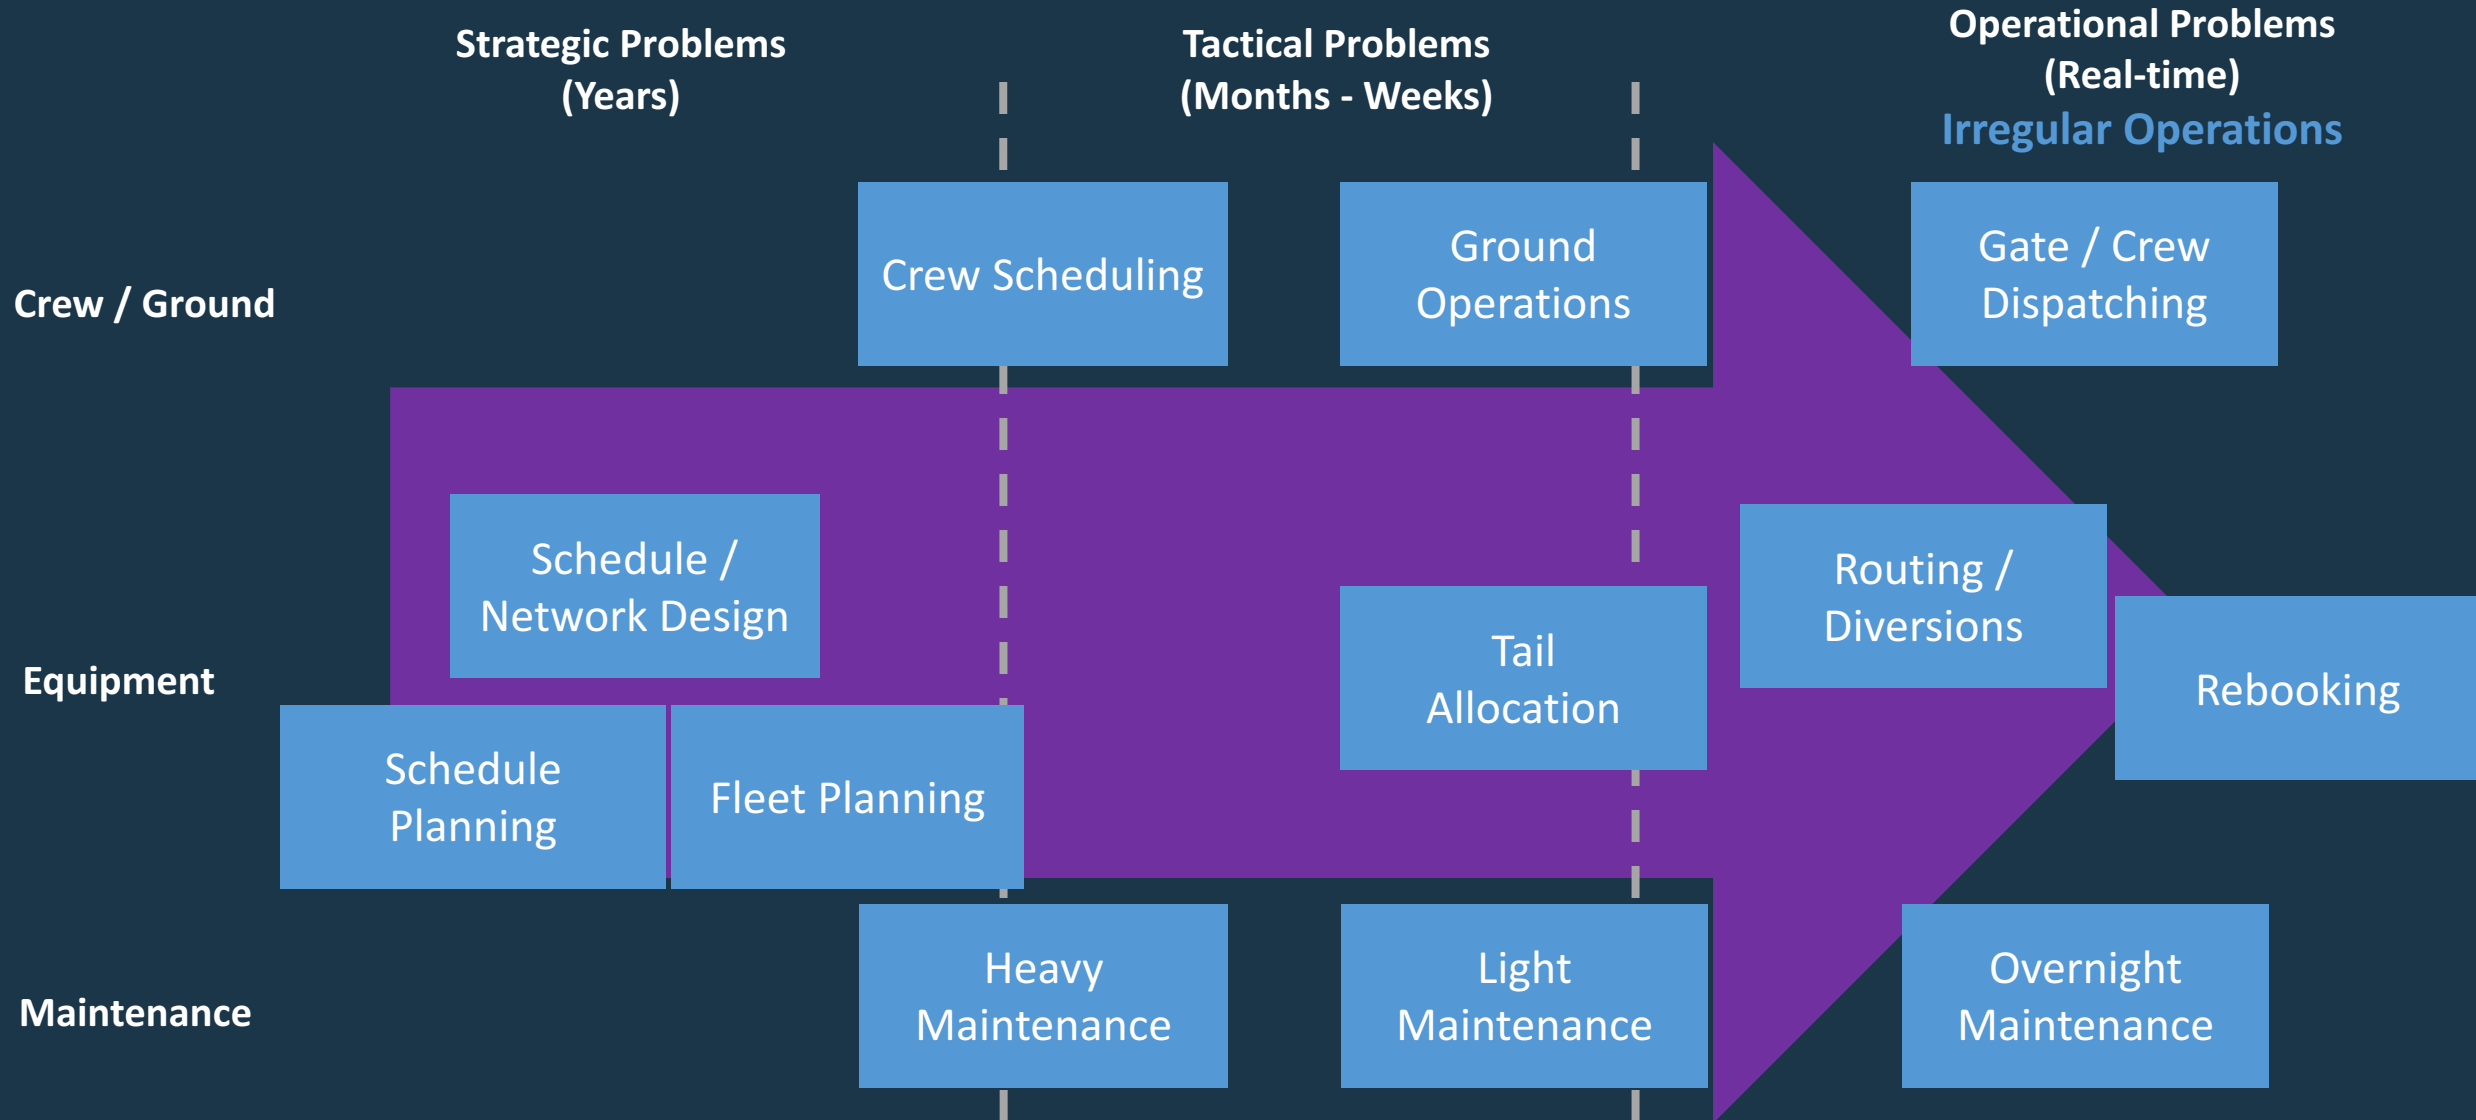 Strategic Problems
(Years)
Tactical Problems
(Months - Weeks)
Operational Problems
(Real-time)
Irregular Operations
Crew / Ground
Crew Scheduling
Ground
Operations
Gate / Crew
Dispatching
Equipment
Schedule /
Network Design
Schedule
Planning
Fleet Planning
Tail
Allocation
Routing /
Diversions
Rebooking
Maintenance
Heavy
Maintenance
Light
Maintenance
Overnight
Maintenance